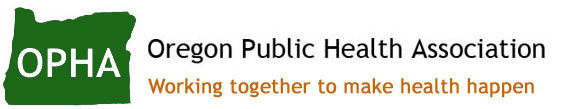 OPHA
Oregon Public Health Association
Working together to make health happen